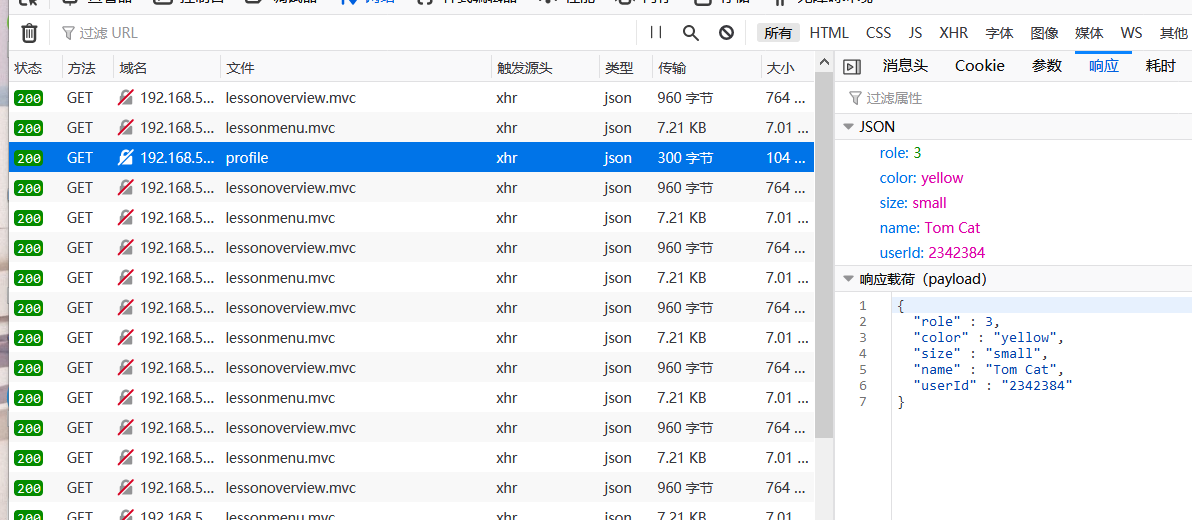 过滤 URL
所有 HTML CSS JS XHR 字体 图像 媒体 WS 其他
状态 方法 域名 文件 触发源头 类型 传输 大小
200 GET 192.168.5... lessonoverview.mvc xhr json 960 字节 764 ...
200 GET 192.168.5... lessonmenu.mvc xhr json 7.21 KB 7.01 ...
200 GET 192.168.5... profile xhr json 300 字节 104 ...
200 GET 192.168.5... lessonoverview.mvc xhr json 960 字节 764 ...
200 GET 192.168.5... lessonmenu.mvc xhr json 7.21 KB 7.01 ...
200 GET 192.168.5... lessonoverview.mvc xhr json 960 字节 764 ...
200 GET 192.168.5... lessonmenu.mvc xhr json 7.21 KB 7.01 ...
200 GET 192.168.5... lessonoverview.mvc xhr json 960 字节 764 ...
200 GET 192.168.5... lessonmenu.mvc xhr json 7.21 KB 7.01 ...
200 GET 192.168.5... lessonoverview.mvc xhr json 960 字节 764 ...
200 GET 192.168.5... lessonmenu.mvc xhr json 7.21 KB 7.01 ...
200 GET 192.168.5... lessonoverview.mvc xhr json 960 字节 764 ...
200 GET 192.168.5... lessonmenu.mvc xhr json 7.21 KB 7.01 ...
200 GET 192.168.5... lessonoverview.mvc xhr json 960 字节 764 ...
200 GET 192.168.5... lessonmenu.mvc xhr json 7.21 KB 7.01 ...
消息头 Cookie 参数 响应 耗时
过滤属性
JSON
role: 3
color: yellow
size: small
name: Tom Cat
userId: 2342384
响应载荷（payload）
1 {
2 "role" : 3,
3 "color" : "yellow",
4 "size" : "small",
5 "name" : "Tom Cat",
6 "userId" : "2342384"
7 }